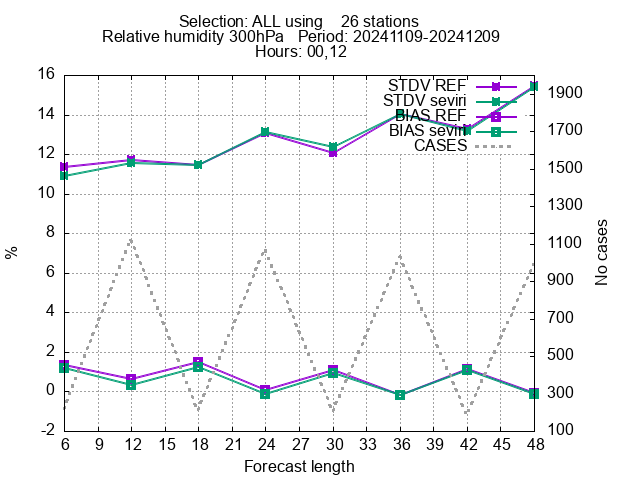 Selection: ALL using    26 stations
Relative humidity 300hPa   Period: 20241109-20241209
Hours: 00,12
STDV REF
STDV seviri
BIAS REF
BIAS seviri
CASES
16
14
12
10
8
6
4
2
0
-2
%
1900
1700
1500
1300
1100
900
700
500
300
100
No cases
6 9 12 15 18 21 24 27 30 33 36 39 42 45 48
Forecast length